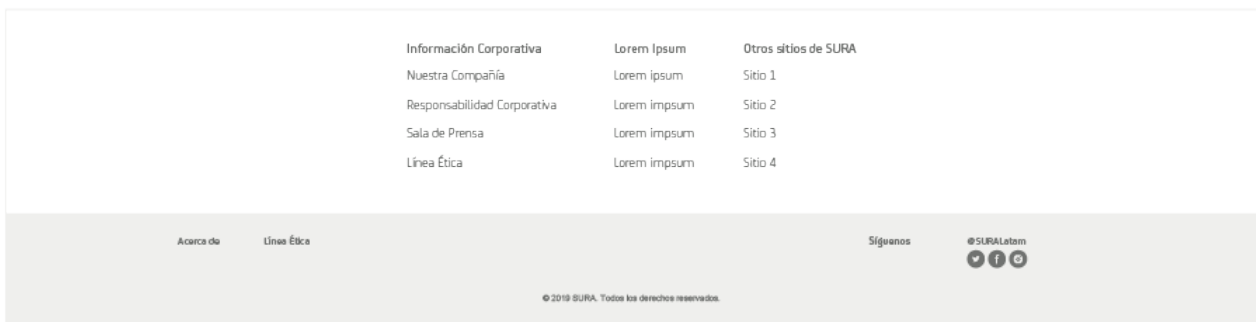 Información Corporativa Lorem Ipsum Otros sitios de SURA
Nuestra Compañía Lorem ipsum Sitio 1
Responsabilidad Corporativa Lorem impsum Sitio 2
Sala de Prensa Lorem impsum Sitio 3
Línea Ética Lorem impsum Sitio 4
Acerca de Línea Ética Síguenos @SURALatam
© 2019 SURA. Todos los derechos reservados.